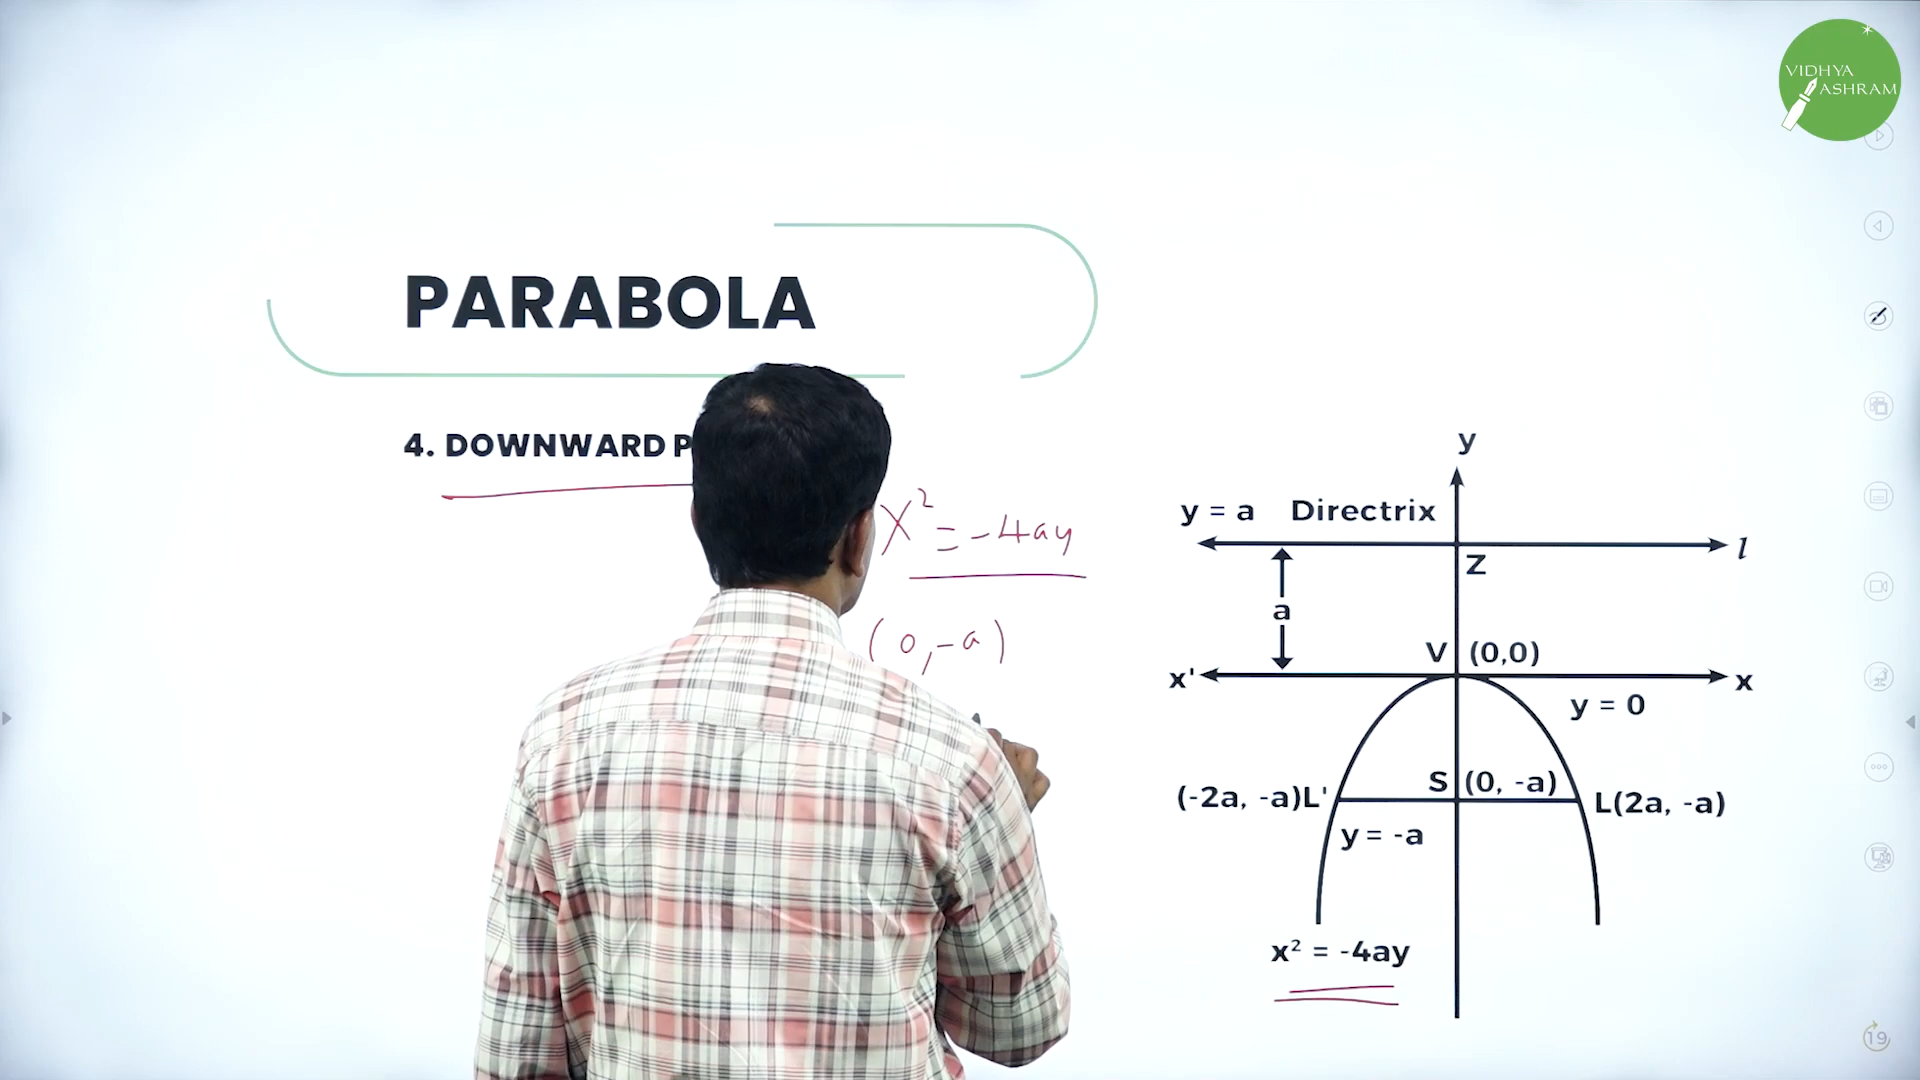 VIDHYA
ASHRAM
PARABOLA
4. DOWNWARD P
x² = -4ay
(0, -a)
y
y = a Directrix
l
Z
a
V (0,0)
x'
x
y = 0
S (0, -a)
(-2a, -a)L'
L(2a, -a)
y = -a
x² = -4ay
19